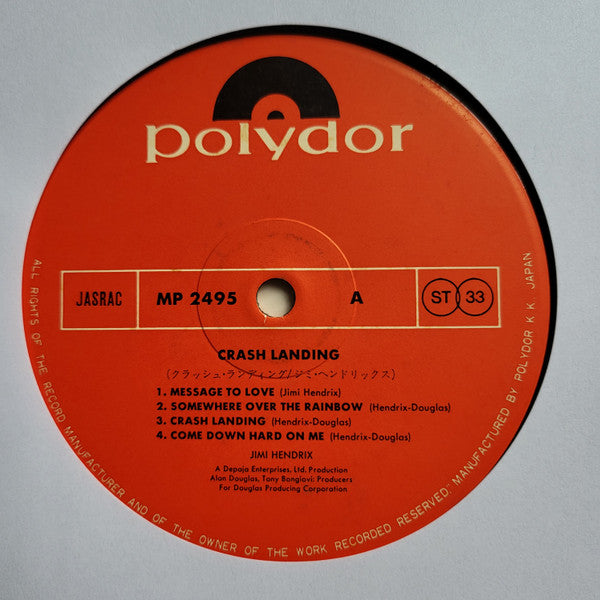 polydor
JASRAC
MP 2495
A
ST 33
CRASH LANDING
(クラッシュ・ランディング/ジミ・ヘンドリックス)
1. MESSAGE TO LOVE (Jimi Hendrix)
2. SOMEWHERE OVER THE RAINBOW (Hendrix-Douglas)
3. CRASH LANDING (Hendrix-Douglas)
4. COME DOWN HARD ON ME (Hendrix-Douglas)
JIMI HENDRIX
A Depaja Enterprises, Ltd. Production
Alan Douglas, Tony Bongiovi: Producers
For Douglas Producing Corporation
ALL RIGHTS OF THE RECORD MANUFACTURER AND OF THE OWNER OF THE WORK RECORDED RESERVED. MANUFACTURED BY POLYDOR K.K. JAPAN